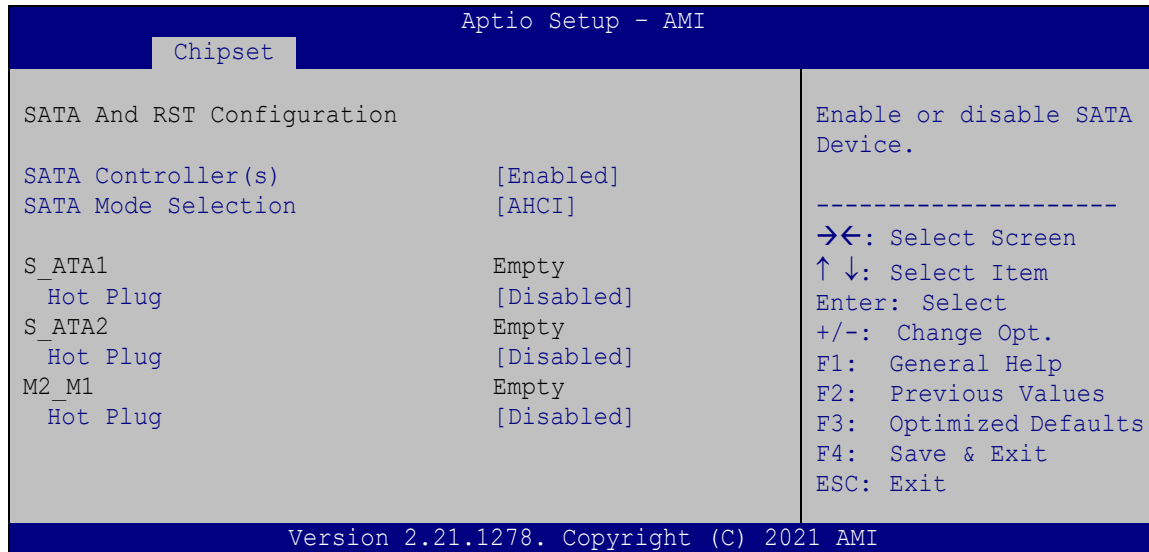 Aptio Setup – AMI
Chipset
SATA And RST Configuration
SATA Controller(s) [Enabled]
SATA Mode Selection [AHCI]
S_ATA1 Empty
Hot Plug [Disabled]
S_ATA2 Empty
Hot Plug [Disabled]
M2_M1 Empty
Hot Plug [Disabled]
Enable or disable SATA
Device.
---------------------
→←: Select Screen
↑ ↓: Select Item
Enter: Select
+/-: Change Opt.
F1: General Help
F2: Previous Values
F3: Optimized Defaults
F4: Save & Exit
ESC: Exit
Version 2.21.1278. Copyright (C) 2021 AMI